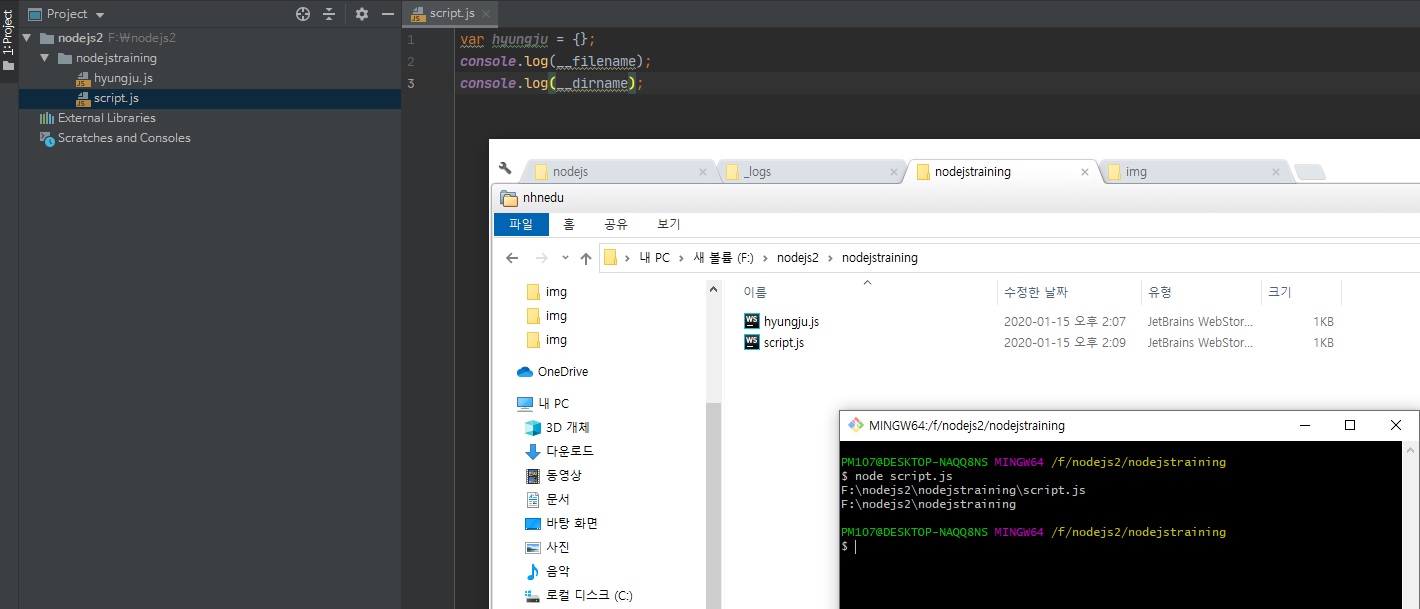 1: Project
Project
nodejs2 F:₩nodejs2
nodejstraining
hyungju.js
script.js
External Libraries
Scratches and Consoles
script.js
1 var hyungju = {};
2 console.log(__filename);
3 console.log(__dirname);
nodejs
_logs
nodejstraining
img
nhnedu
파일 홈 공유 보기
내 PC > 새 볼륨 (F:) > nodejs2 > nodejstraining
img
img
img
OneDrive
내 PC
3D 개체
다운로드
동영상
문서
바탕 화면
사진
음악
로컬 디스크 (C:)
이름 수정한 날짜 유형 크기
WS hyungju.js 2020-01-15 오후 2:07 JetBrains WebStor... 1KB
WS script.js 2020-01-15 오후 2:09 JetBrains WebStor... 1KB
MINGW64:/f/nodejs2/nodejstraining
PM107@DESKTOP-NAQQ8NS MINGW64 /f/nodejs2/nodejstraining
$ node script.js
F:\nodejs2\nodejstraining\script.js
F:\nodejs2\nodejstraining
PM107@DESKTOP-NAQQ8NS MINGW64 /f/nodejs2/nodejstraining
$